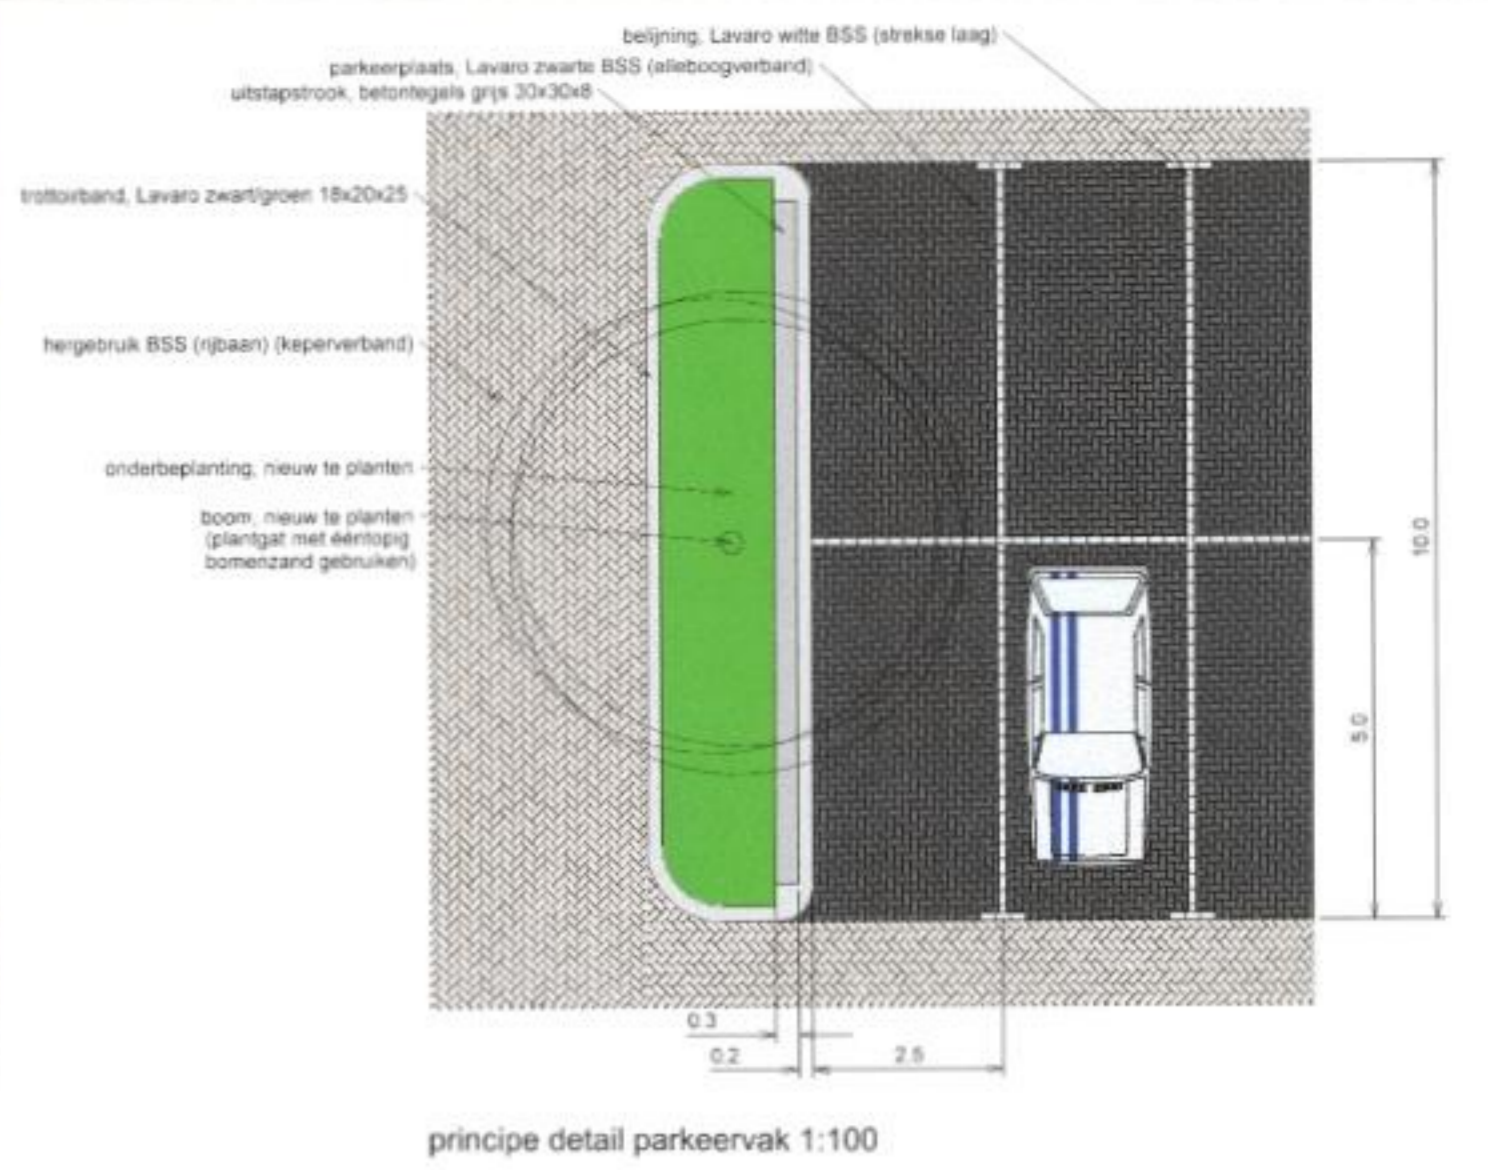 belijning, Lavaro witte BSS (strekse laag)
parkeerplaats, Lavaro zwarte BSS (elleboogverband)
uitstapstrook, betontegels grijs 30x30x8
trottoirband, Lavaro zwart/groen 18x20x25
hergebruik BSS (rijbaan) (keperverband)
onderbeplanting, nieuw te planten
boom, nieuw te planten
(plantgat met ééntopig
bomenzand gebruiken)
10.0
5.0
0.3
0.2
2.5
principe detail parkeervak 1:100